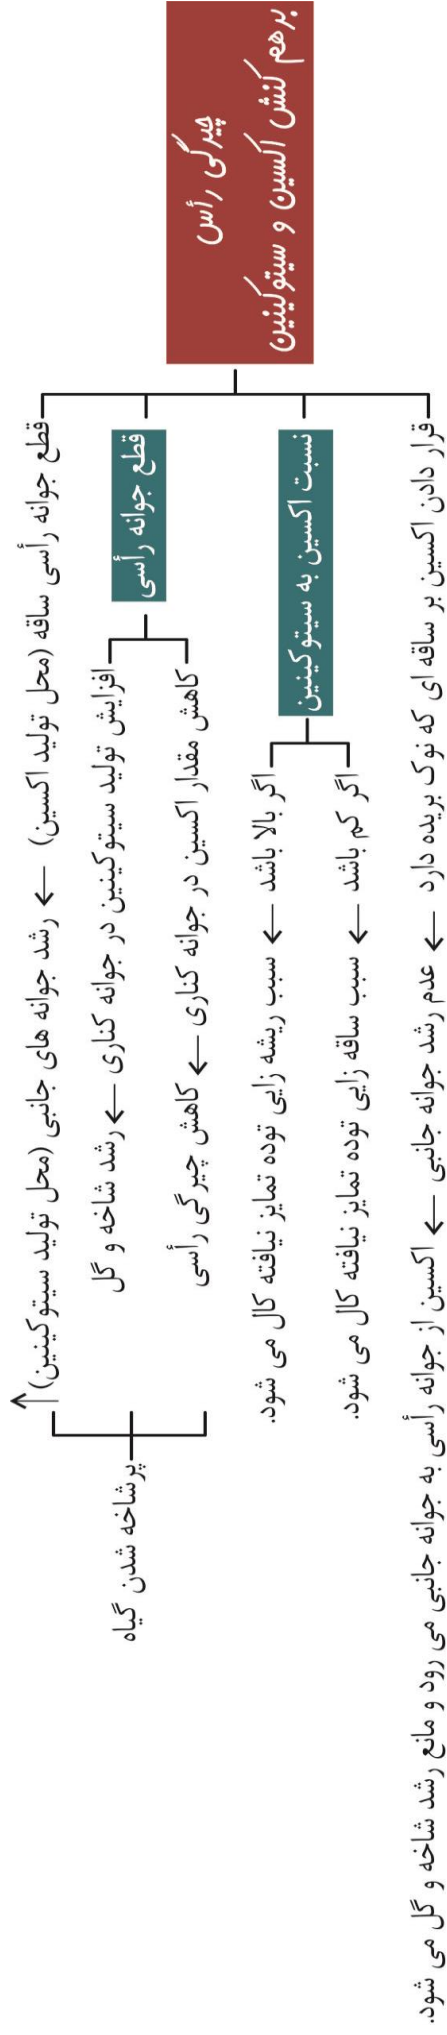 برهم کنش اکسین و سیتوکینین
چیرگی رأس
قطع جوانه رأسی ساقه (محل تولید اکسین) ← رشد جوانه های جانبی (محل تولید سیتوکینین) ↑
قطع جوانه رأسی
افزایش تولید سیتوکینین در جوانه کناری ← رشد شاخه و گل
کاهش مقدار اکسین در جوانه کناری ← کاهش چیرگی رأسی
پرشاخه شدن گیاه
نسبت اکسین به سیتوکینین
اگر بالا باشد ← سبب ریشه زایی توده تمایز نیافته کال می شود.
اگر کم باشد ← سبب ساقه زایی توده تمایز نیافته کال می شود.
قرار دادن اکسین بر ساقه ای که نوک بریده دارد ← عدم رشد جوانه جانبی ← اکسین از جوانه رأسی به جوانه جانبی می رود و مانع رشد شاخه و گل می شود.